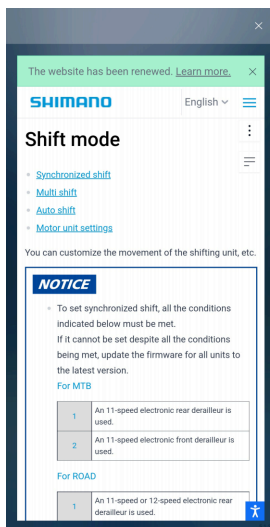 The website has been renewed. Learn more.
SHIMANO
English
Shift mode
Synchronized shift
Multi shift
Auto shift
Motor unit settings
You can customize the movement of the shifting unit, etc.
NOTICE
To set synchronized shift, all the conditions
indicated below must be met.
If it cannot be set despite all the conditions
being met, update the firmware for all units to
the latest version.
For MTB
1
An 11-speed electronic rear derailleur is
used.
2
An 11-speed electronic front derailleur is
used.
For ROAD
1
An 11-speed or 12-speed electronic rear
derailleur is used.